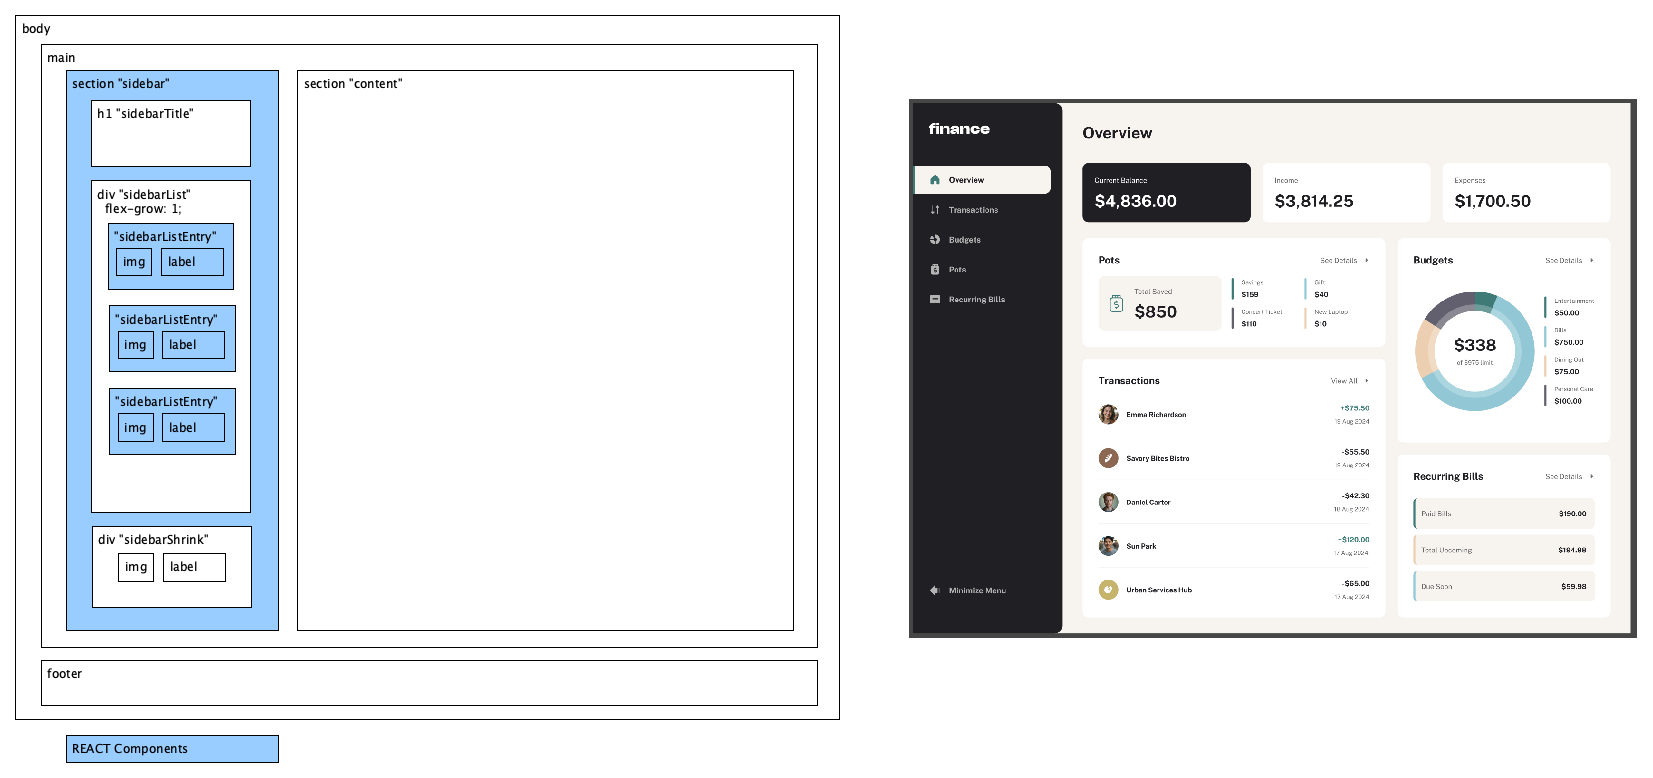 body
main
section "sidebar"
h1 "sidebarTitle"
div "sidebarList"
flex-grow: 1;
"sidebarListEntry"
img label
"sidebarListEntry"
img label
"sidebarListEntry"
img label
div "sidebarShrink"
img label
section "content"
footer
REACT Components
finance
Overview
Transactions
Budgets
Pots
Recurring Bills
Minimize Menu
Overview
Current Balance
$4,836.00
Income
$3,814.25
Expenses
$1,700.50
Pots
See Details
Total Saved
$850
Savings
$159
Gift
$40
Concert Ticket
$110
New Laptop
$10
Transactions
View All
Emma Richardson
+$75.50
19 Aug 2024
Savory Bites Bistro
-$55.50
19 Aug 2024
Daniel Carter
-$42.30
18 Aug 2024
Sun Park
+$120.00
17 Aug 2024
Urban Services Hub
-$65.00
17 Aug 2024
Budgets
See Details
$338
of $975 limit
Entertainment
$50.00
Bills
$750.00
Dining Out
$75.00
Personal Care
$100.00
Recurring Bills
See Details
Paid Bills
$190.00
Total Upcoming
$194.98
Due Soon
$59.98